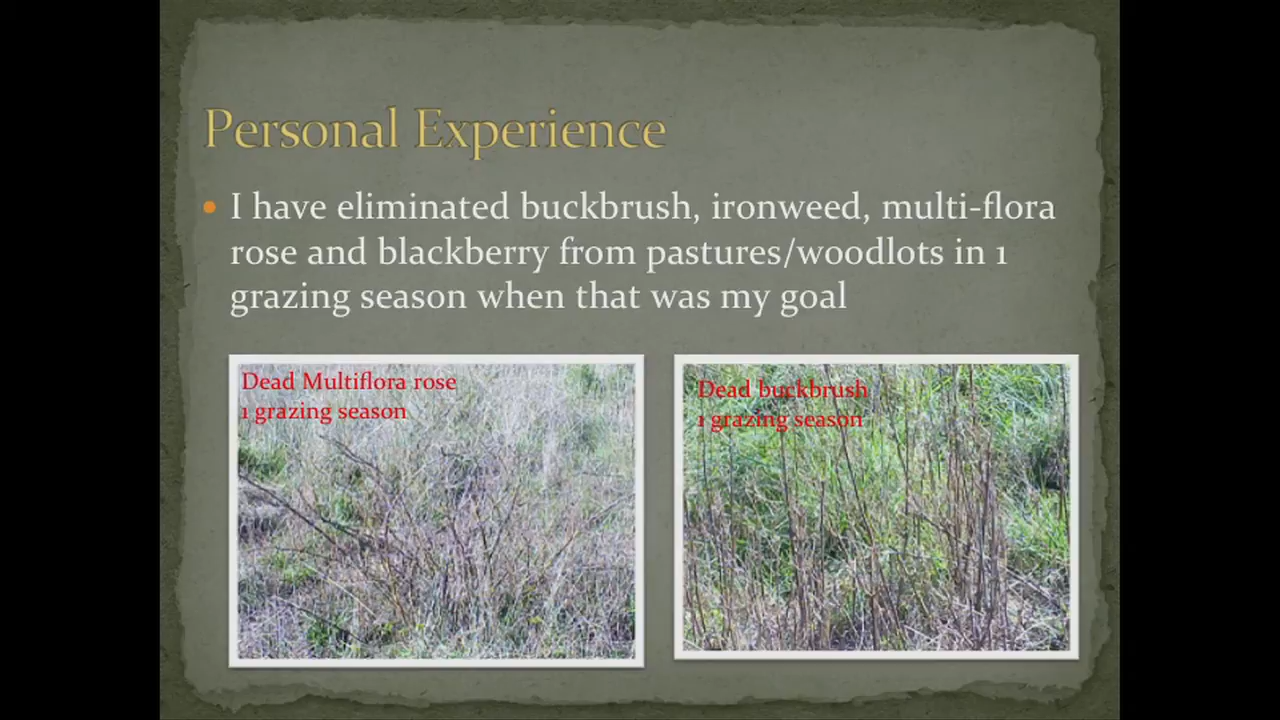 Personal Experience
I have eliminated buckbrush, ironweed, multi-flora
rose and blackberry from pastures/woodlots in 1
grazing season when that was my goal
Dead Multiflora rose
1 grazing season
Dead buckbrush
1 grazing season